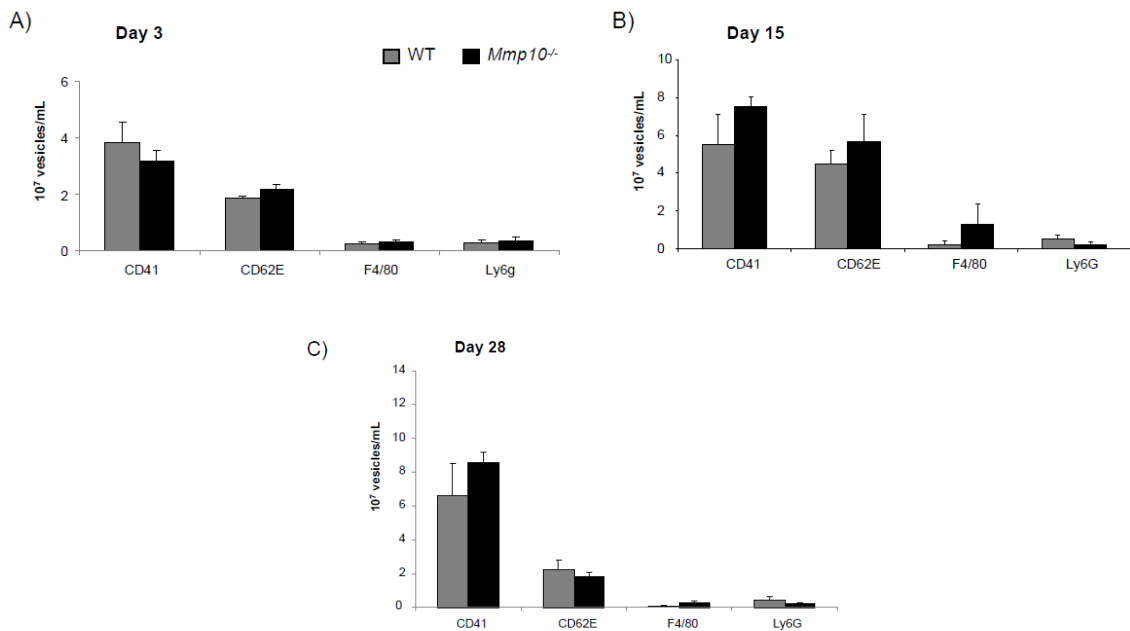 A)
Day 3
WT Mmp10-/-
6
4
2
0
10⁷ vesicles/mL
CD41 CD62E F4/80 Ly6g
B)
Day 15
10
8
6
4
2
0
10⁷ vesicles/mL
CD41 CD62E F4/80 Ly6G
C)
Day 28
14
12
10
8
6
4
2
0
10⁷ vesicles/mL
CD41 CD62E F4/80 Ly6G